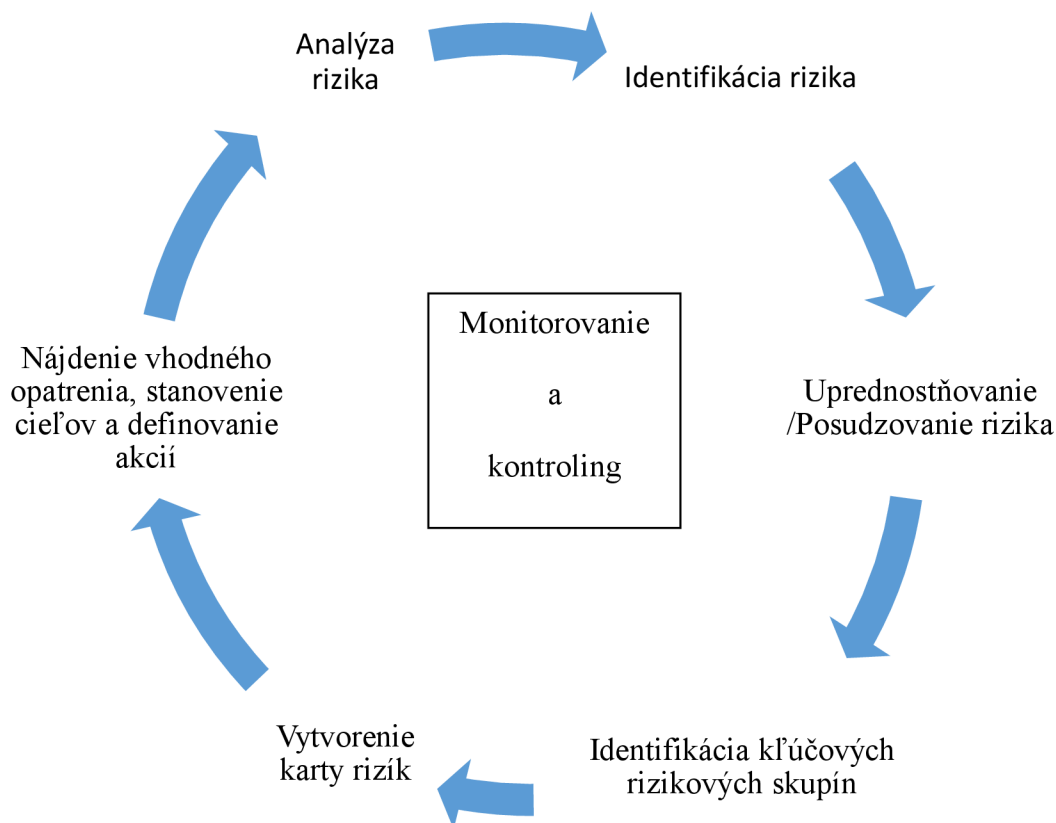 Analýza
rizika
Identifikácia rizika
Uprednostňovanie
/Posudzovanie rizika
Identifikácia kľúčových
rizikových skupín
Vytvorenie
karty rizík
Nájdenie vhodného
opatrenia, stanovenie
cieľov a definovanie
akcií
Monitorovanie
a
kontroling